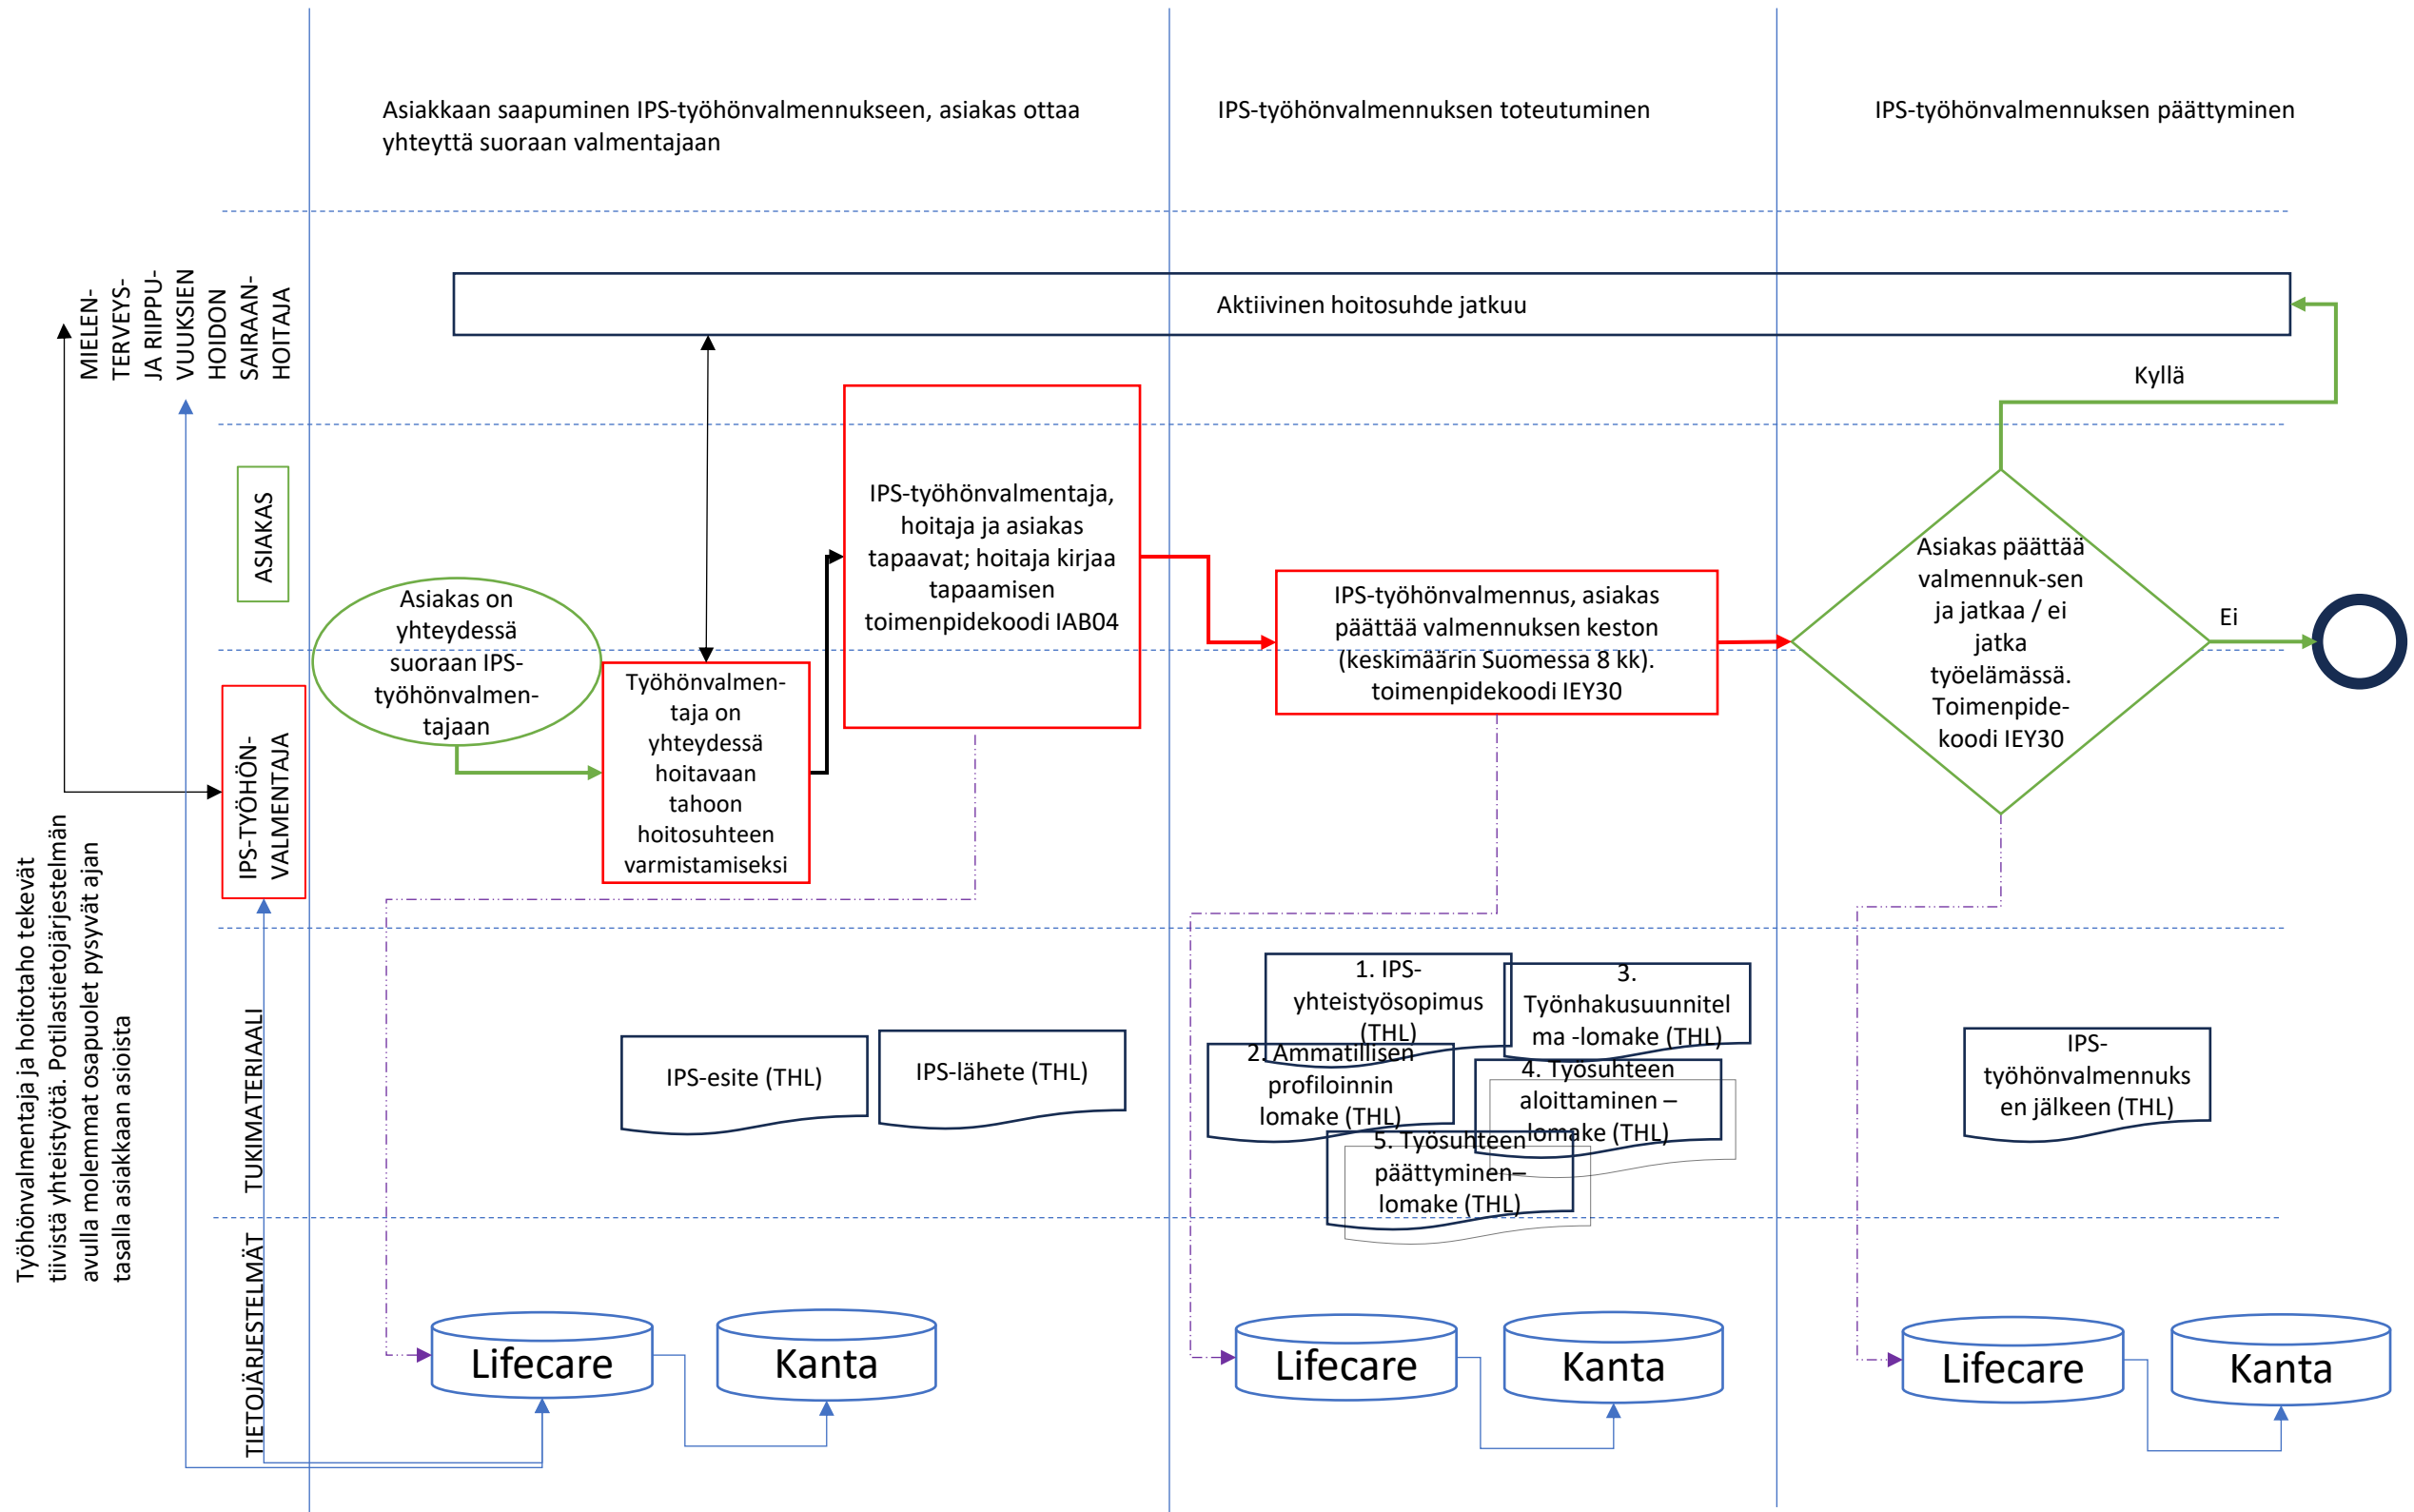 Asiakkaan saapuminen IPS-työhönvalmennukseen, asiakas ottaa
yhteyttä suoraan valmentajaan
IPS-työhönvalmennuksen toteutuminen
IPS-työhönvalmennuksen päättyminen
MIELEN-
TERVEYS-
JA RIIPPU-
VUUKSIEN
HOIDON
SAIRAAN-
HOITAJA
Aktiivinen hoitosuhde jatkuu
Kyllä
ASIAKAS
Asiakas on
yhteydessä
suoraan IPS-
työhönvalmen-
tajaan
IPS-TYÖHÖN-
VALMENTAJA
Työhönvalmen-
taja on
yhteydessä
hoitavaan
tahoon
hoitosuhteen
varmistamiseksi
IPS-työhönvalmentaja,
hoitaja ja asiakas
tapaavat; hoitaja kirjaa
tapaamisen
toimenpidekoodi IAB04
IPS-työhönvalmennus, asiakas
päättää valmennuksen keston
(keskimäärin Suomessa 8 kk).
toimenpidekoodi IEY30
Asiakas päättää
valmennuk-sen
ja jatkaa / ei
jatka
työelämässä.
Toimenpide-
koodi IEY30
Ei
Työhönvalmentaja ja hoitotaho tekevät
tiivistä yhteistyötä. Potilastietojärjestelmän
avulla molemmat osapuolet pysyvät ajan
tasalla asiakkaan asioista
TUKIMATERIAALI
IPS-esite (THL)
IPS-lähete (THL)
1. IPS-
yhteistyösopimus
(THL)
2. Ammatillisen
profiloinnin
lomake (THL)
3.
Työnhakusuunnitel
ma -lomake (THL)
4. Työsuhteen
aloittaminen –
lomake (THL)
5. Työsuhteen
päättyminen–
lomake (THL)
IPS-
työhönvalmennuks
en jälkeen (THL)
TIETOJÄRJESTELMÄT
Lifecare
Kanta
Lifecare
Kanta
Lifecare
Kanta